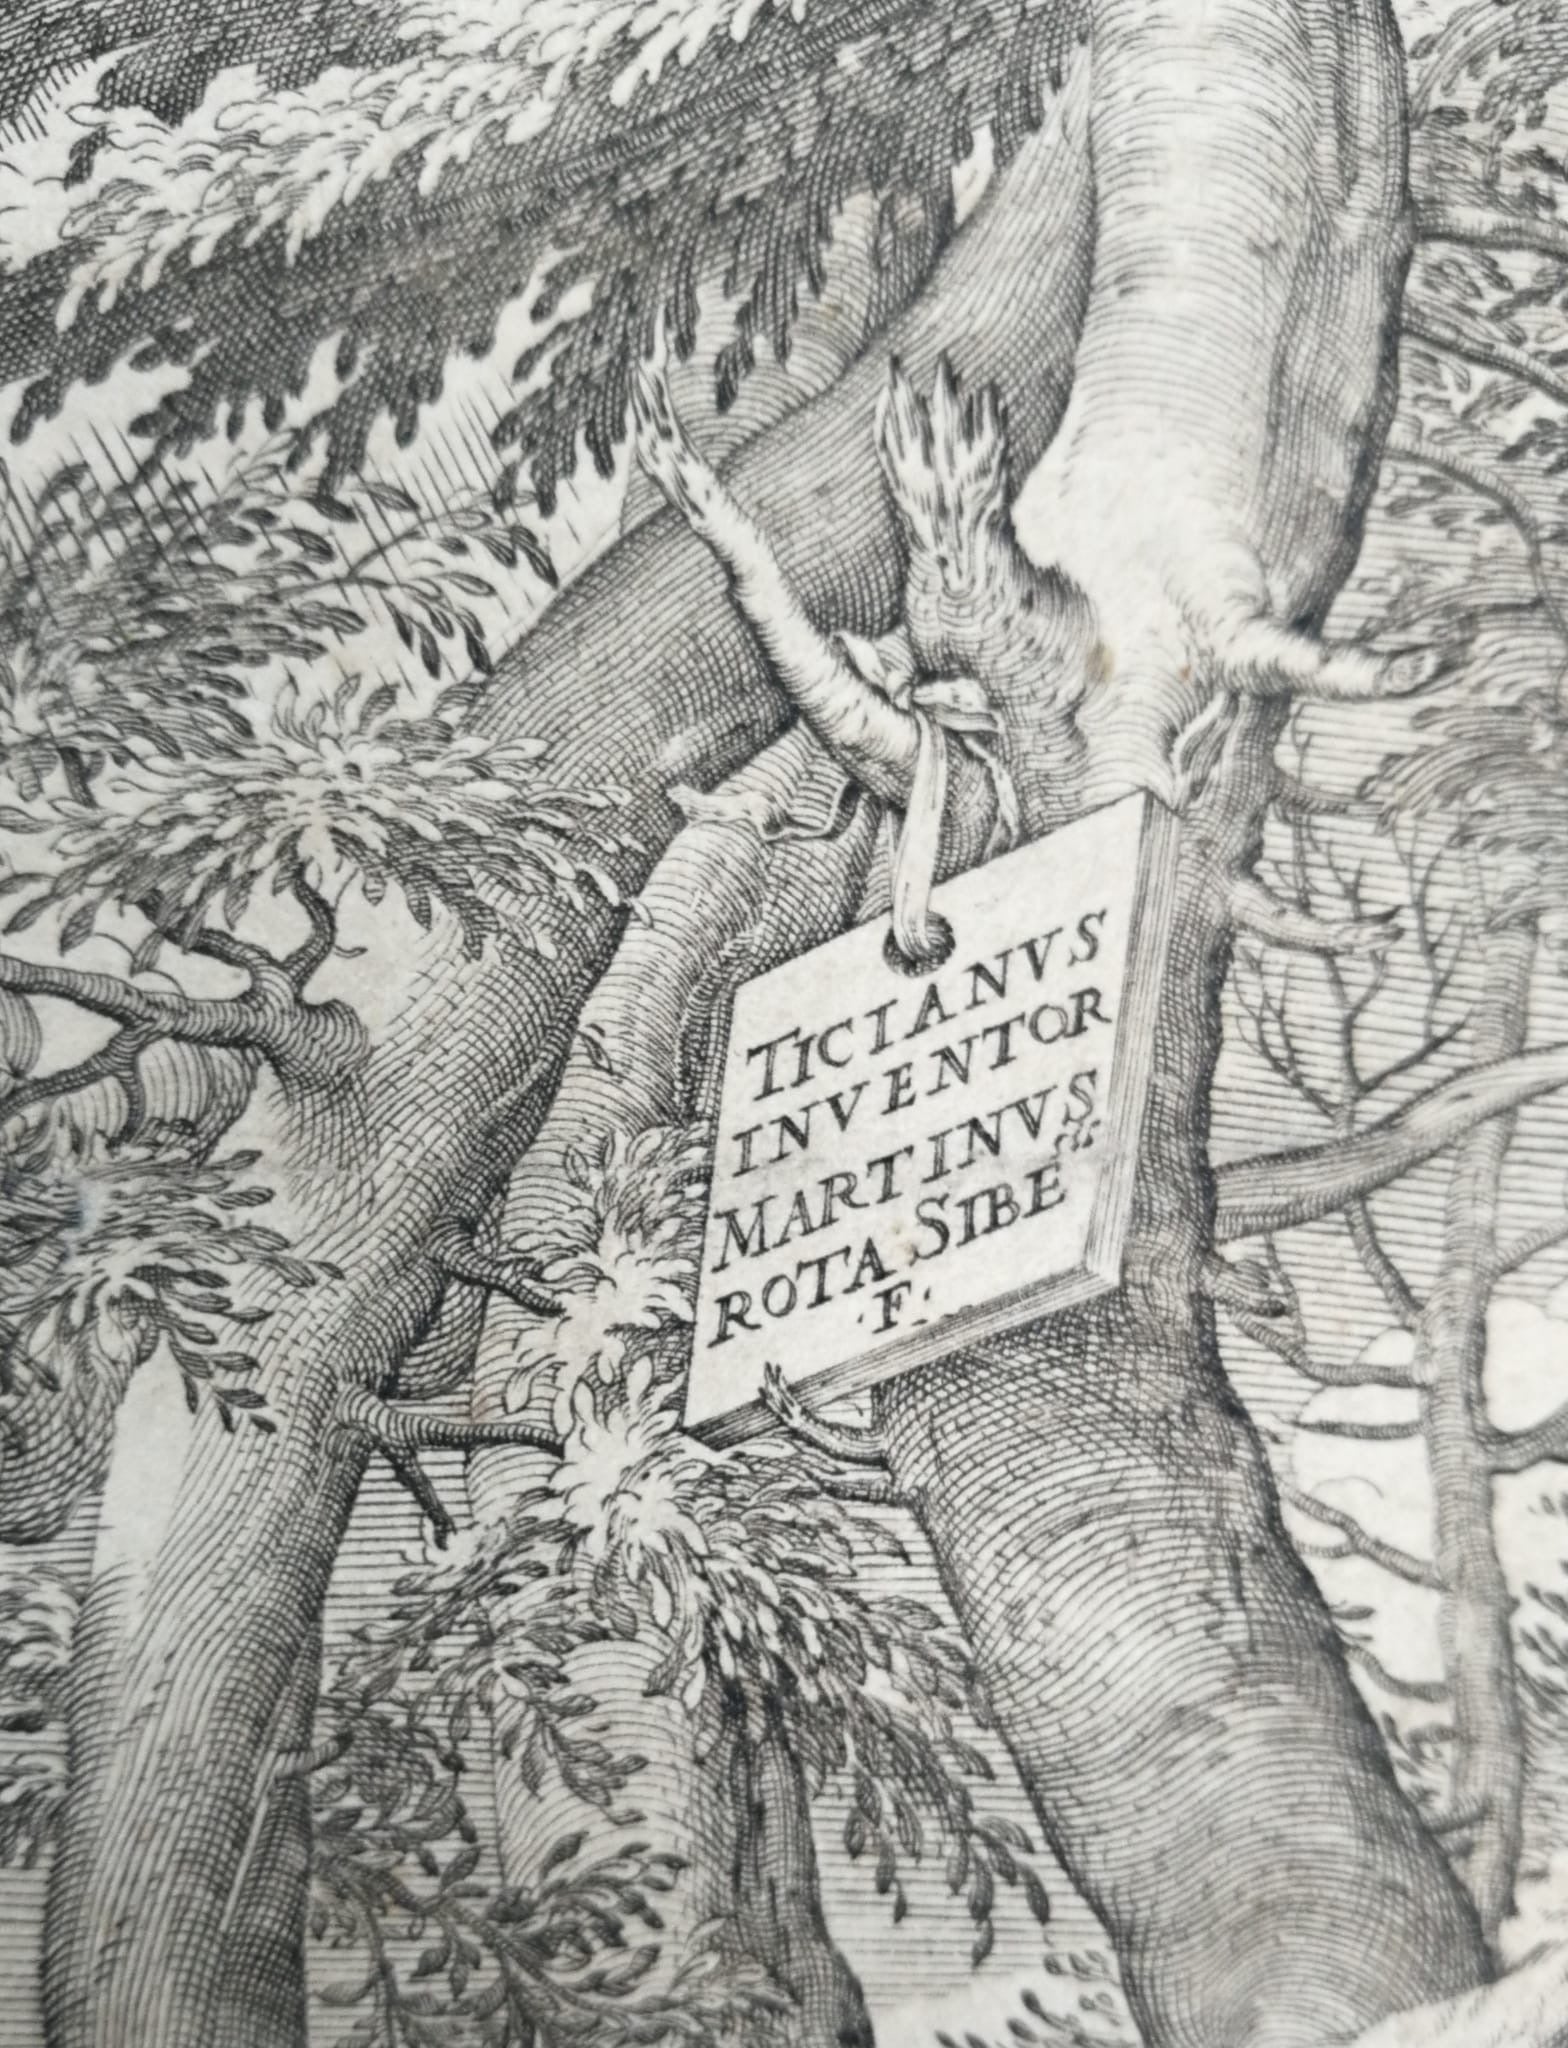 TICIANVS
INVENTOR
MARTINVS
ROTA SIBE
F.